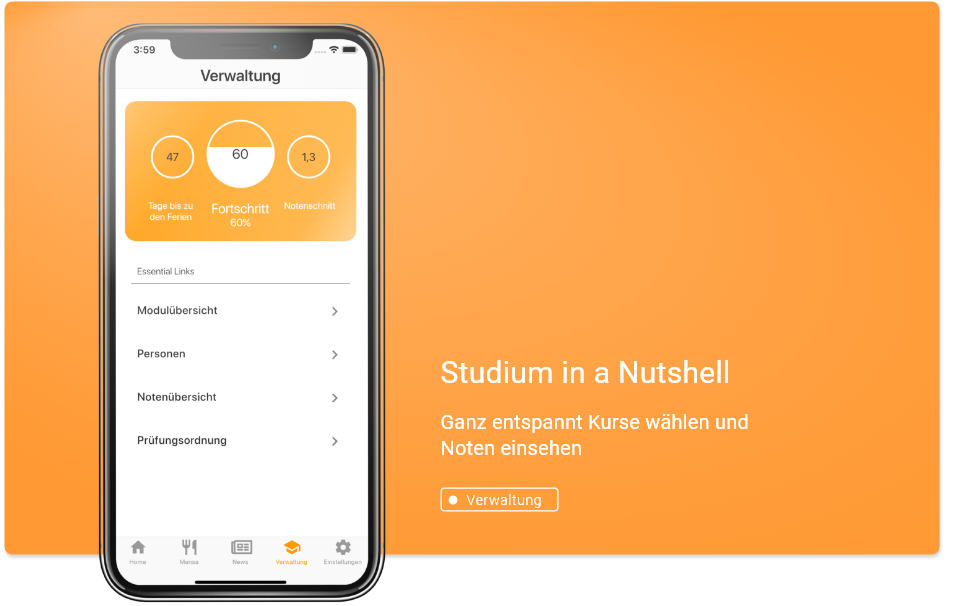 3:59
Verwaltung
47
60
1,3
Tage bis zu
den Ferien
Fortschritt
60%
Notenschnitt
Essential Links
Modulübersicht
Personen
Notenübersicht
Prüfungsordnung
Home
Mensa
News
Verwaltung
Einstellungen
Studium in a Nutshell
Ganz entspannt Kurse wählen und
Noten einsehen
Verwaltung